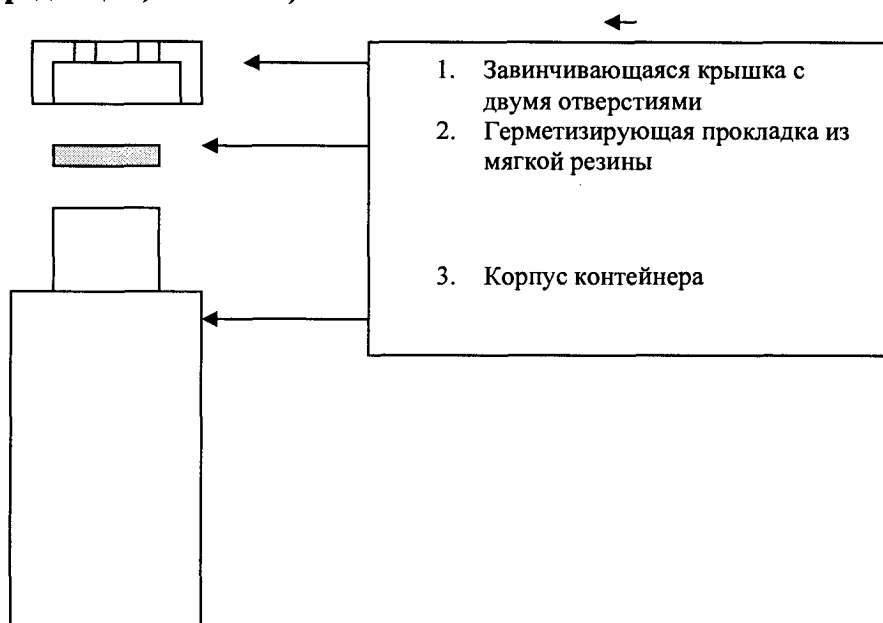 1. Завинчивающаяся крышка с
двумя отверстиями
2. Герметизирующая прокладка из
мягкой резины
3. Корпус контейнера